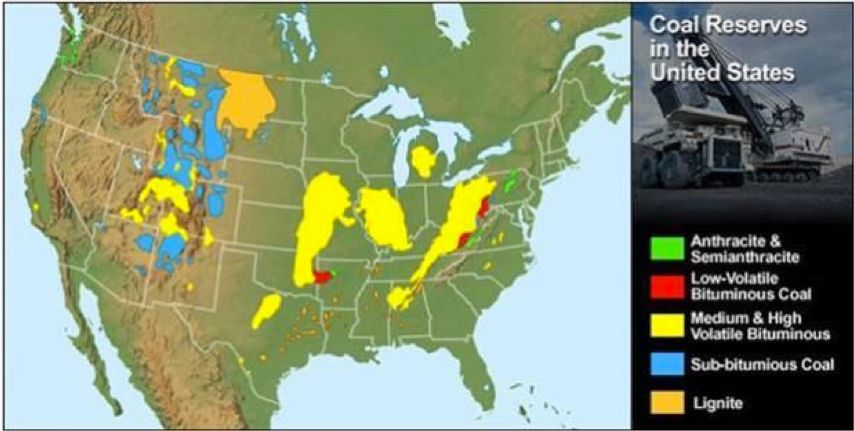 Coal Reserves
in the
United States
Anthracite &
Semianthracite
Low-Volatile
Bituminous Coal
Medium & High
Volatile Bituminous
Sub-bitumious Coal
Lignite